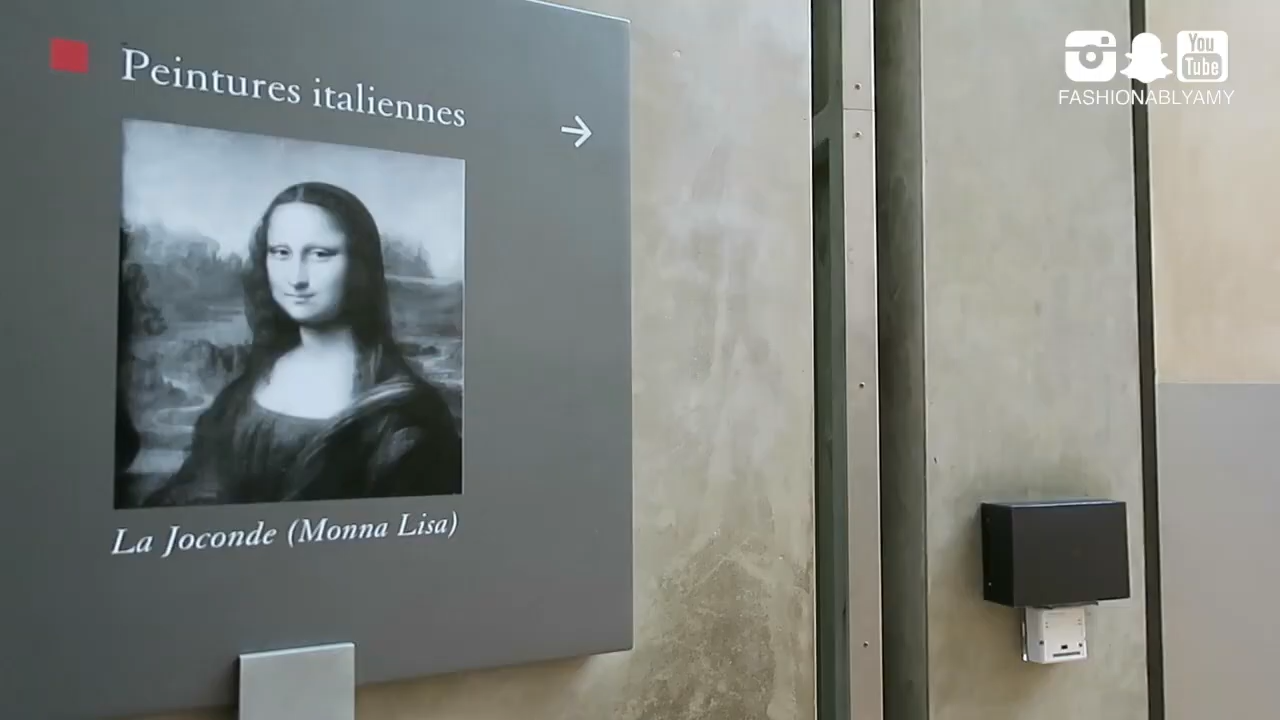 Peintures italiennes
→
La Joconde (Monna Lisa)
You
Tube
FASHIONABLYAMY